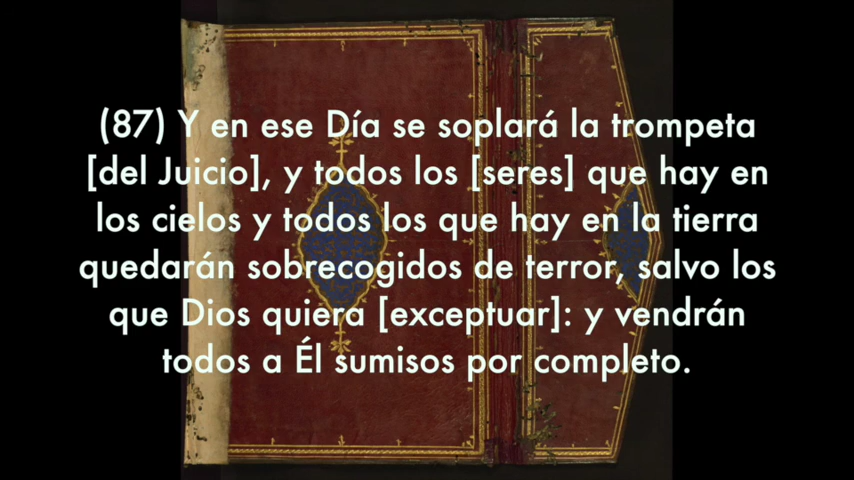 (87) Y en ese Día se soplará la trompeta
[del Juicio], y todos los [seres] que hay en
los cielos y todos los que hay en la tierra
quedarán sobrecogidos de terror, salvo los
que Dios quiera [exceptuar]: y vendrán
todos a Él sumisos por completo.